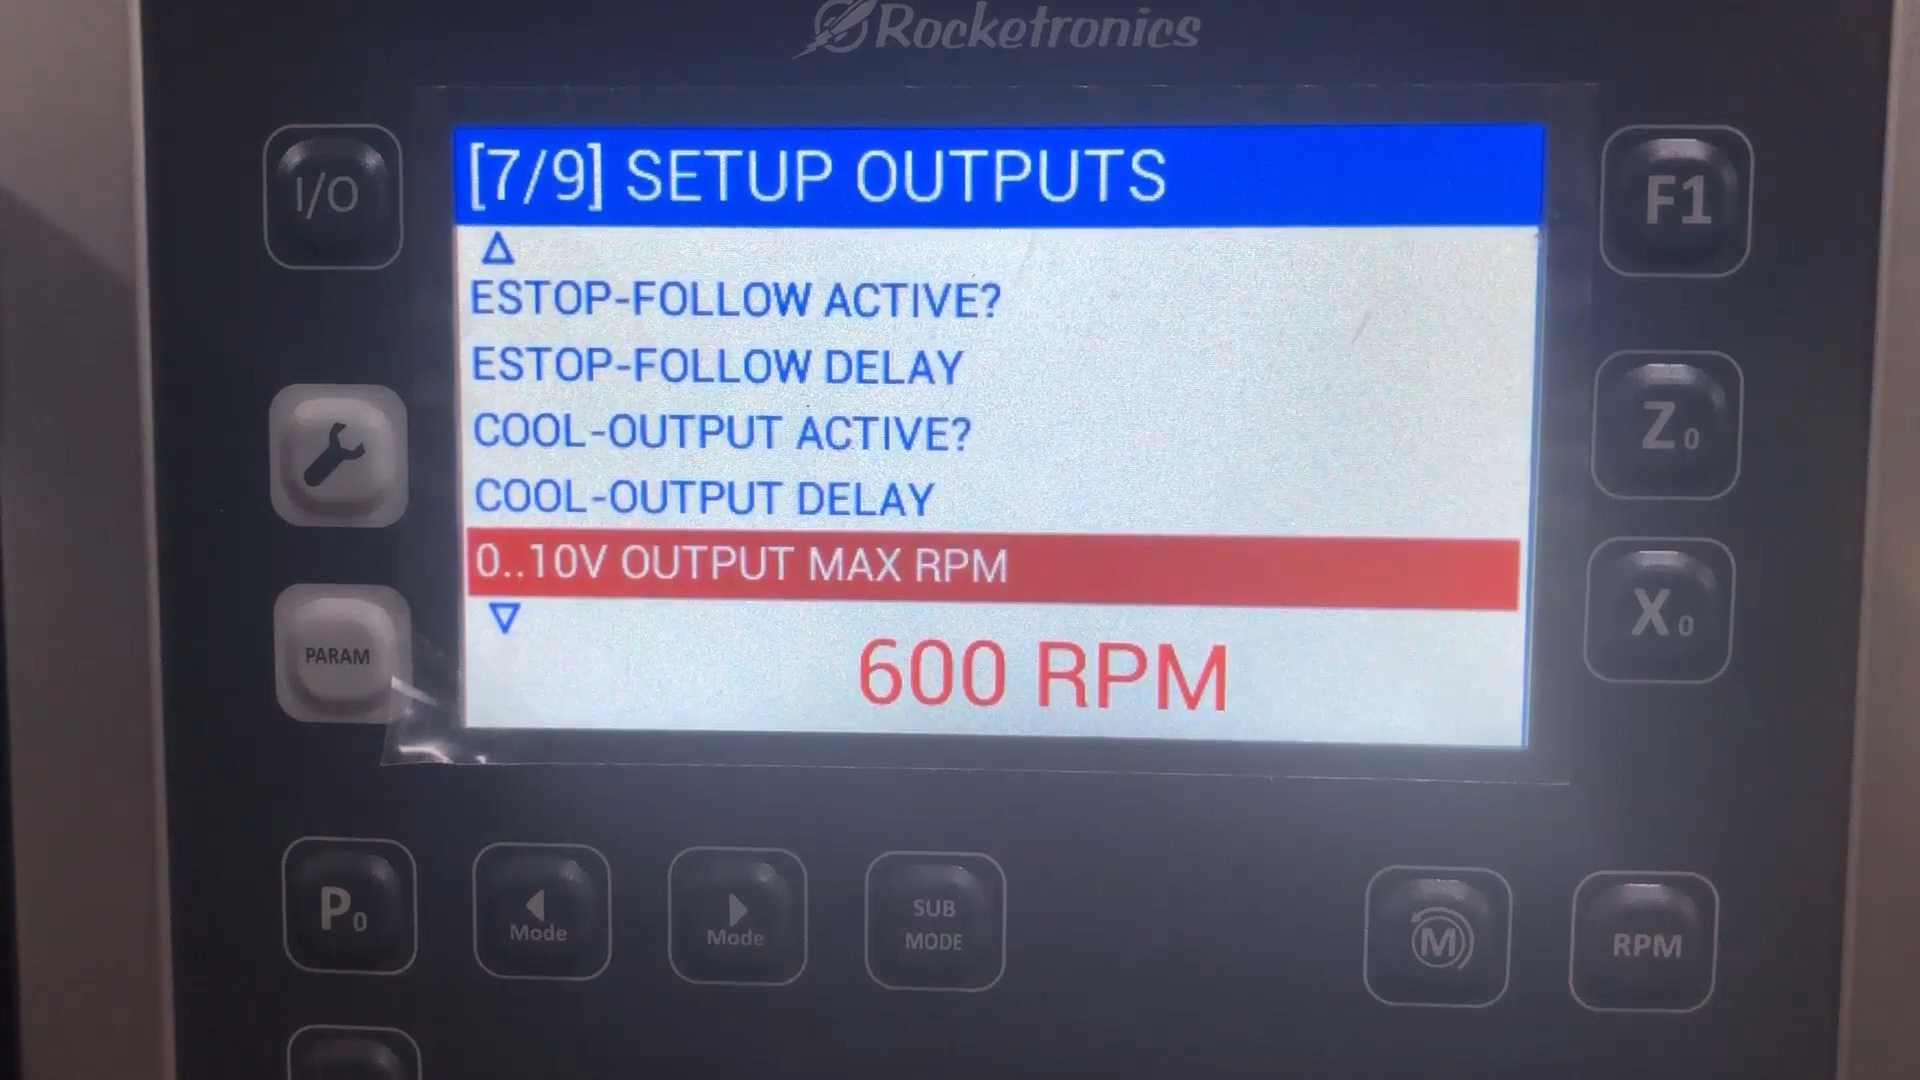 Rocketronics
I/O
[7/9] SETUP OUTPUTS
F1
ESTOP-FOLLOW ACTIVE?
ESTOP-FOLLOW DELAY
COOL-OUTPUT ACTIVE?
COOL-OUTPUT DELAY
Z0
0..10V OUTPUT MAX RPM
X0
PARAM
600 RPM
P0
Mode
Mode
SUB
MODE
M
RPM